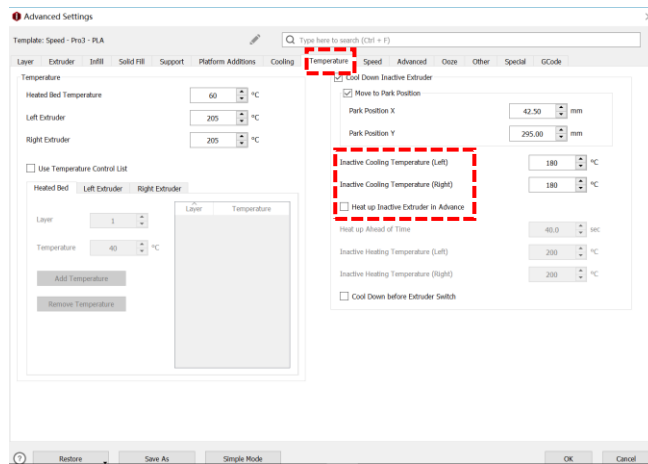 Advanced Settings
Template: Speed - Pro3 - PLA
Type here to search (Ctrl + F)
Layer Extruder Infill Solid Fill Support Platform Additions Cooling Temperature Speed Advanced Ooze Other Special GCode
Temperature
Heated Bed Temperature 60 °C
Left Extruder 205 °C
Right Extruder 205 °C
Use Temperature Control List
Heated Bed Left Extruder Right Extruder
Layer 1
Temperature 40 °C
Add Temperature
Remove Temperature
Layer Temperature
Cool Down Inactive Extruder
Move to Park Position
Park Position X 42.50 mm
Park Position Y 295.00 mm
Inactive Cooling Temperature (Left) 180 °C
Inactive Cooling Temperature (Right) 180 °C
Heat up Inactive Extruder in Advance
Heat up Ahead of Time 40.0 sec
Inactive Heating Temperature (Left) 200 °C
Inactive Heating Temperature (Right) 200 °C
Cool Down before Extruder Switch
? Restore Save As Simple Mode OK Cancel